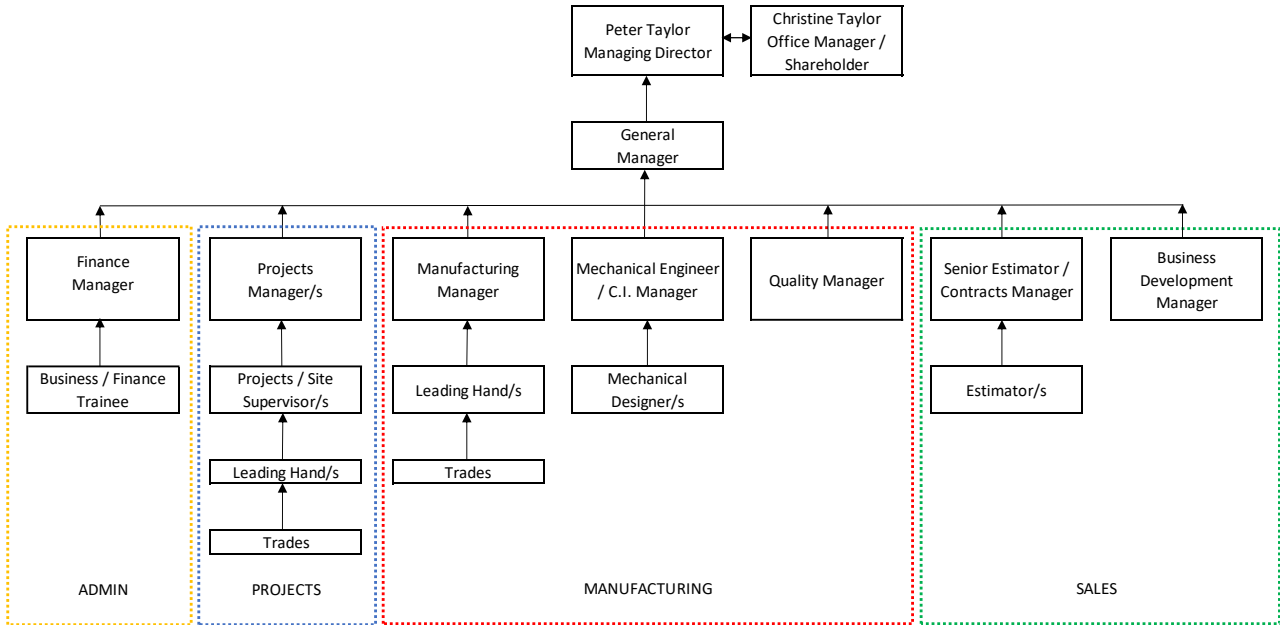 Peter Taylor
Managing Director
Christine Taylor
Office Manager /
Shareholder
General
Manager
Finance
Manager
Projects
Manager/s
Manufacturing
Manager
Mechanical Engineer
/ C.I. Manager
Quality Manager
Senior Estimator /
Contracts Manager
Business
Development
Manager
Business / Finance
Trainee
Projects / Site
Supervisor/s
Leading Hand/s
Mechanical
Designer/s
Estimator/s
Leading Hand/s
Trades
Trades
ADMIN
PROJECTS
MANUFACTURING
SALES